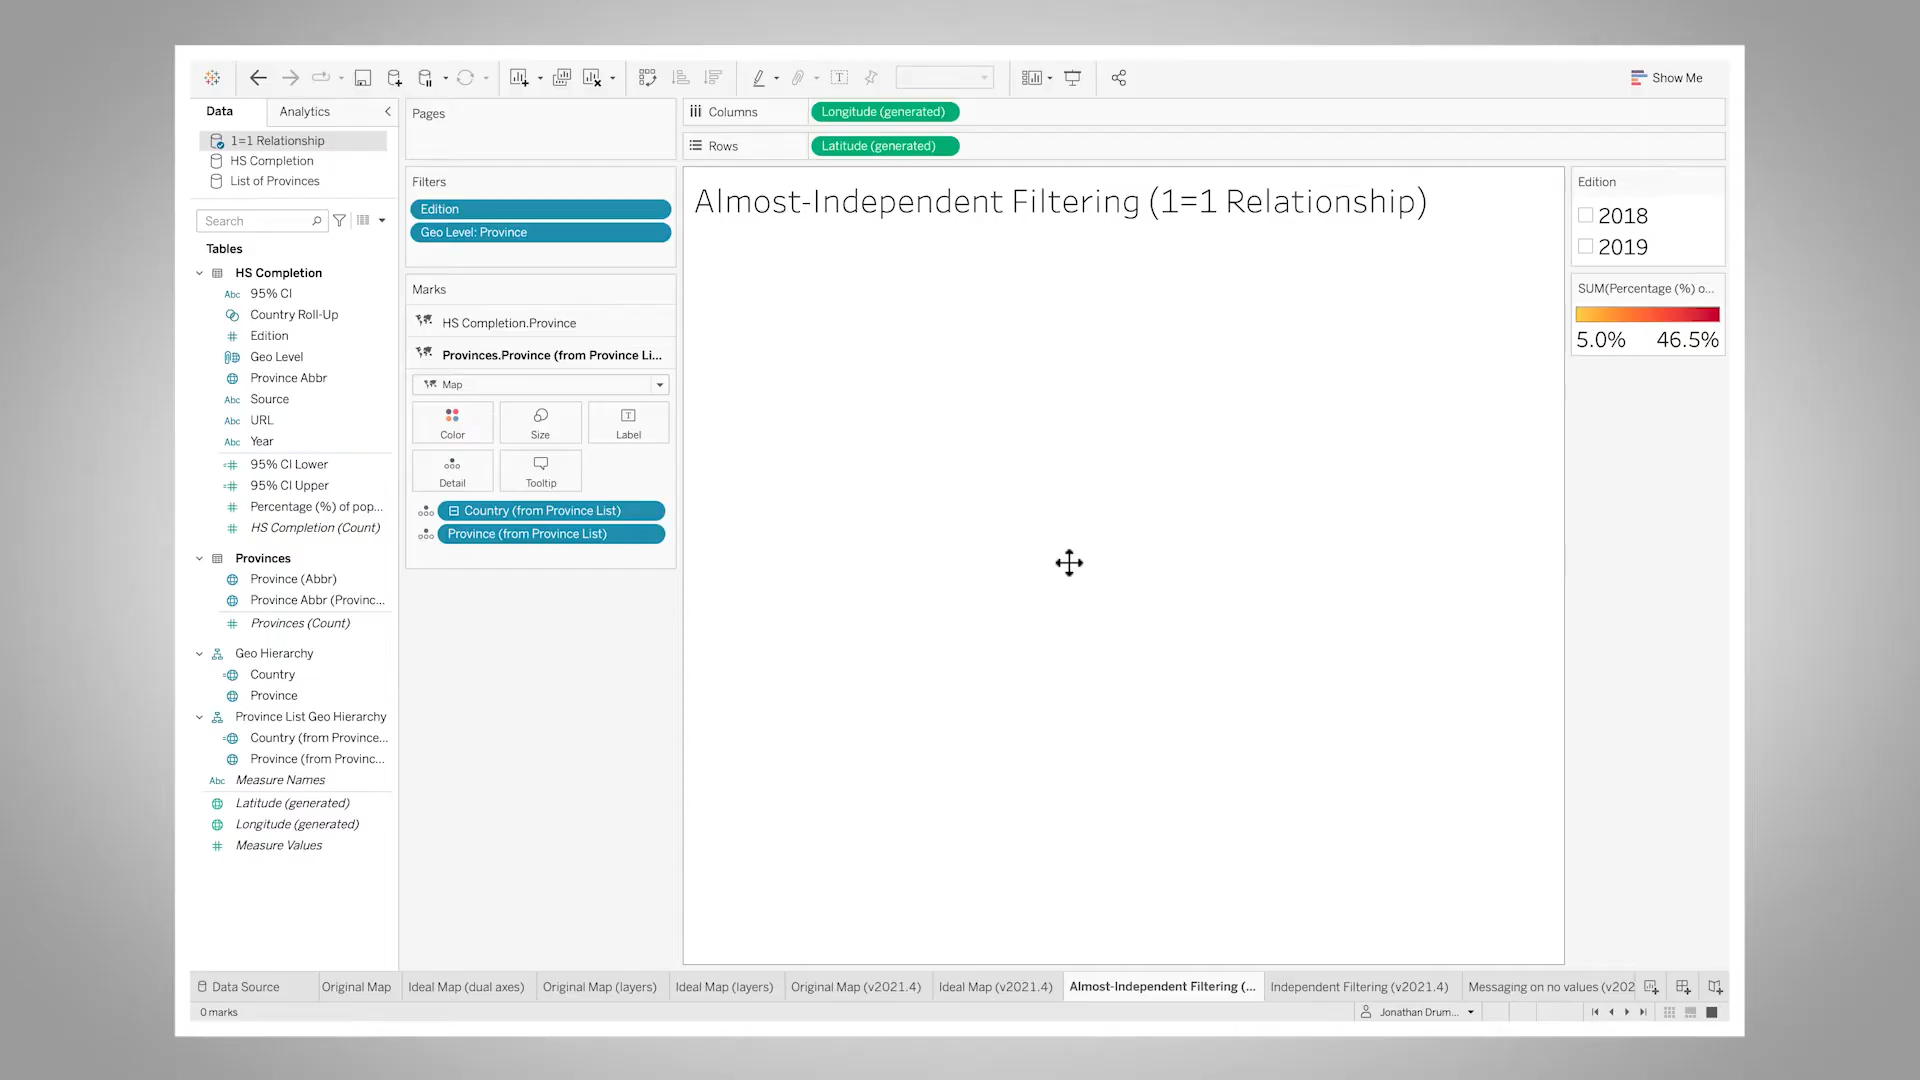 Show Me
Data
Analytics
Pages
Columns
Longitude (generated)
Rows
Latitude (generated)
1=1 Relationship
HS Completion
List of Provinces
Search
Tables
HS Completion
Abc 95% CI
Country Roll-Up
Edition
Geo Level
Province Abbr
Abc Source
Abc URL
Abc Year
95% CI Lower
95% CI Upper
Percentage (%) of pop...
HS Completion (Count)
Provinces
Province (Abbr)
Province Abbr (Provinc...
Provinces (Count)
Geo Hierarchy
Country
Province
Province List Geo Hierarchy
Country (from Province...
Province (from Provinc...
Abc Measure Names
Latitude (generated)
Longitude (generated)
Measure Values
Filters
Edition
Geo Level: Province
Marks
HS Completion.Province
Provinces.Province (from Province Li...
Map
Color
Size
Label
Detail
Tooltip
Country (from Province List)
Province (from Province List)
Almost-Independent Filtering (1=1 Relationship)
Edition
2018
2019
SUM(Percentage (%) o...
5.0% 46.5%
Data Source
Original Map
Ideal Map (dual axes)
Original Map (layers)
Ideal Map (layers)
Original Map (v2021.4)
Ideal Map (v2021.4)
Almost-Independent Filtering (...
Independent Filtering (v2021.4)
Messaging on no values (v202
0 marks
Jonathan Drum...